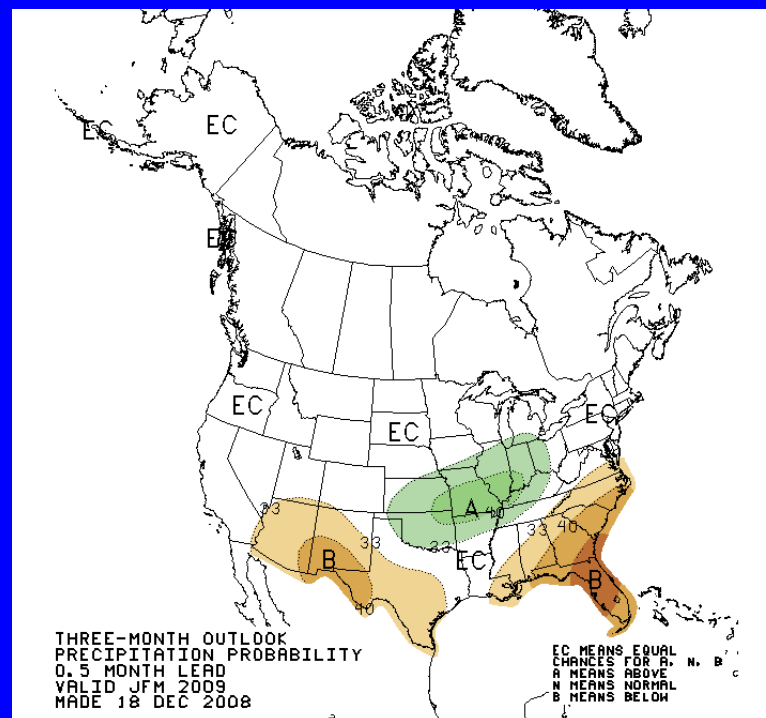 EC
EC
EC
EC
EC
EC
A
40
33
33
33
EC
33
40
B
B
40
THREE-MONTH OUTLOOK
PRECIPITATION PROBABILITY
0.5 MONTH LEAD
VALID JFM 2009
MADE 18 DEC 2008
EC MEANS EQUAL
CHANCES FOR A, N, B
A MEANS ABOVE
N MEANS NORMAL
B MEANS BELOW